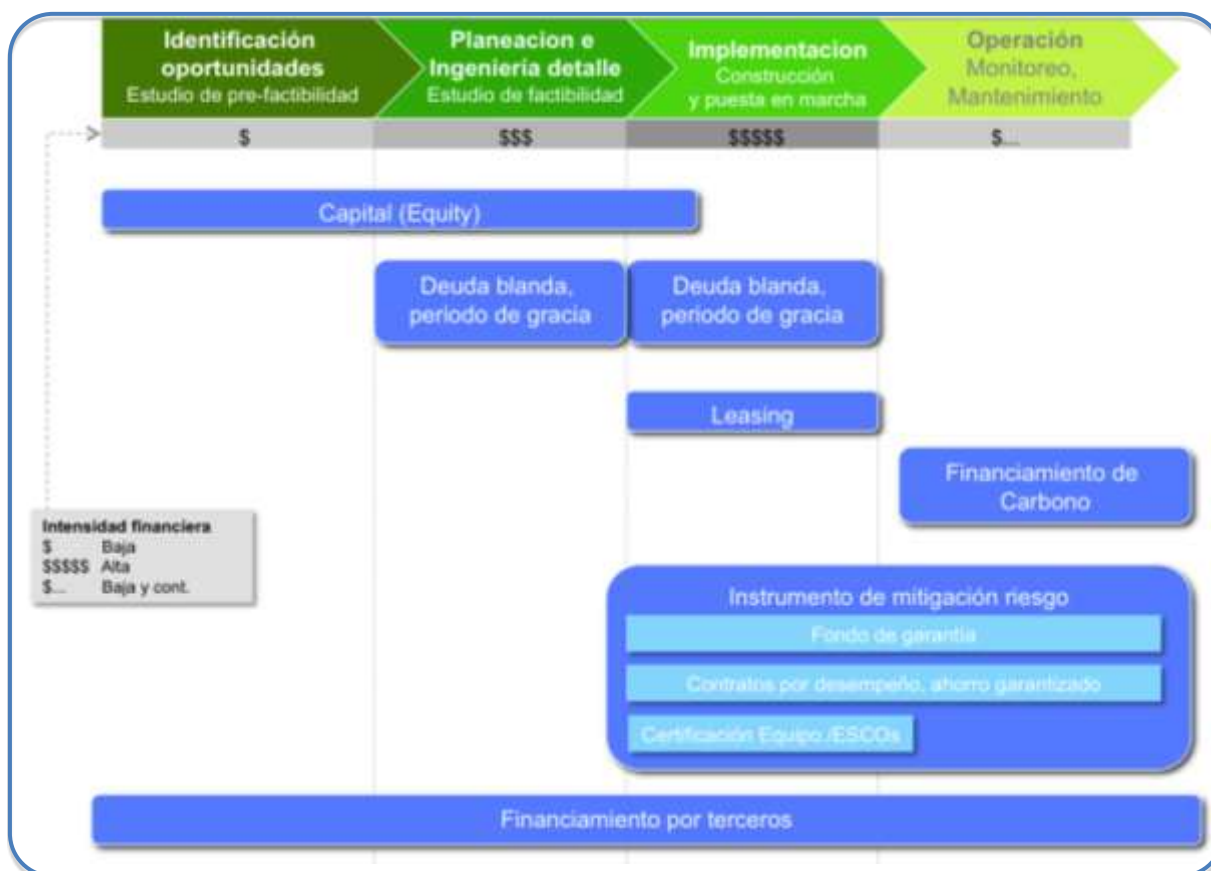 Identificación
oportunidades
Estudio de pre-factibilidad
Planeacion e
Ingeniería detalle
Estudio de factibilidad
Implementacion
Construcción
y puesta en marcha
Operación
Monitoreo,
Mantenimiento
$
$$$
$$$$$
$...
Capital (Equity)
Deuda blanda,
periodo de gracia
Deuda blanda,
periodo de gracia
Leasing
Financiamiento de
Carbono
Intensidad financiera
$ Baja
$$$$$ Alta
$... Baja y cont.
Instrumento de mitigación riesgo
Fondo de garantía
Contratos por desempeño, ahorro garantizado
Certificación Equipo /ESCOs
Financiamiento por terceros